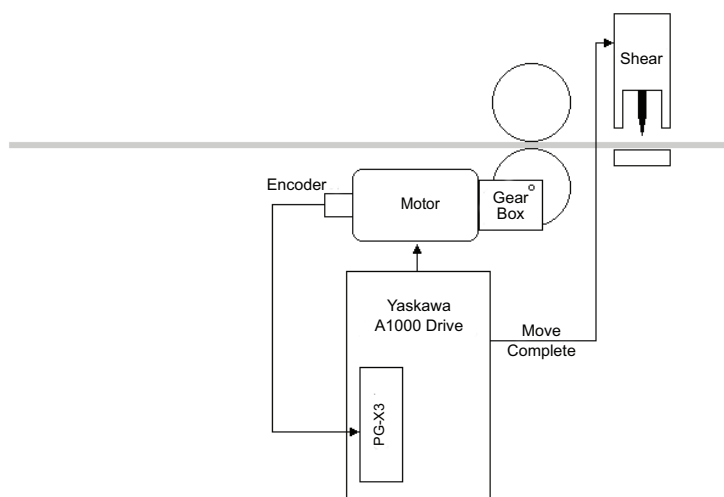 Shear
Encoder
Motor
Gear
Box
Yaskawa
A1000 Drive
Move
Complete
PG-X3